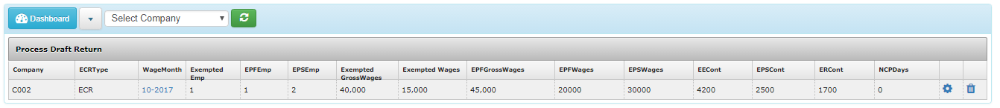 Dashboard Select Company
Process Draft Return
Company ECRType WageMonth Exempted Emp EPFEmp EPSEmp Exempted GrossWages Exempted Wages EPFGrossWages EPFWages EPSWages EECont EPSCont ERCont NCPDays
C002 ECR 10-2017 1 1 2 40,000 15,000 45,000 20000 30000 4200 2500 1700 0